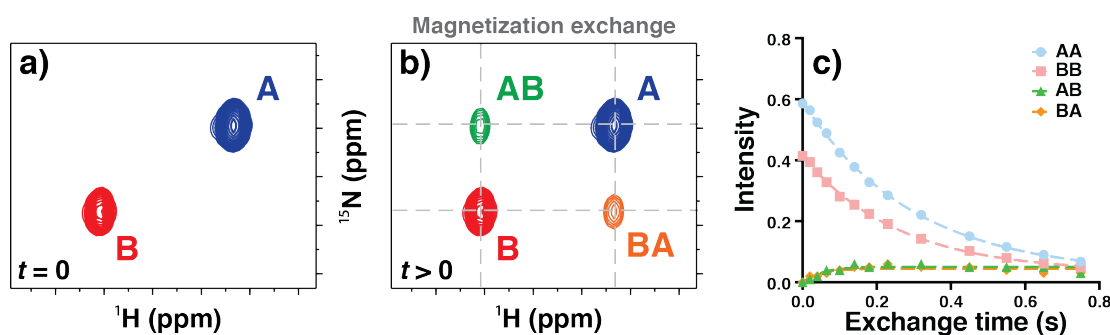 Magnetization exchange
a)
A
B
t = 0
¹H (ppm)
b)
AB
A
B
BA
t > 0
¹⁵N (ppm)
¹H (ppm)
c)
AA
BB
AB
BA
Intensity
0.8
0.6
0.4
0.2
0.0
0.0
0.2
0.4
0.6
0.8
Exchange time (s)